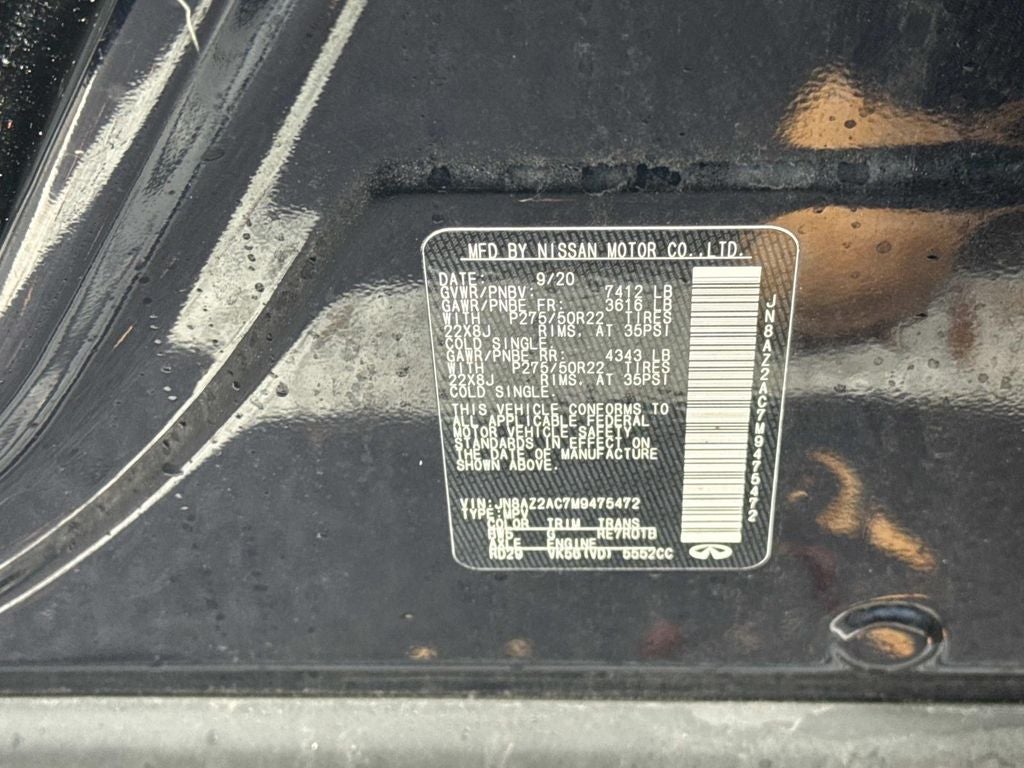 MFD BY NISSAN MOTOR CO.,LTD.
DATE: 9/20
GVWR/PNBV: 7412 LB
GAWR/PNBE FR: 3616 LB
WITH P275/50R22 TIRES
22X8J RIMS. AT 35PSI
COLD SINGLE.
GAWR/PNBE RR: 4343 LB
WITH P275/50R22 TIRES
22X8J RIMS. AT 35PSI
COLD SINGLE.
THIS VEHICLE CONFORMS TO
ALL APPLICABLE FEDERAL
MOTOR VEHICLE SAFETY
STANDARDS IN EFFECT ON
THE DATE OF MANUFACTURE
SHOWN ABOVE.
VIN:JN8AZ2AC7M9475472
TYPE:MPV
COLOR TRIM TRANS
G RE7R01B
AXLE ENGINE
RD29 VK56(VD) 5552CC
JN8AZ2AC7M9475472